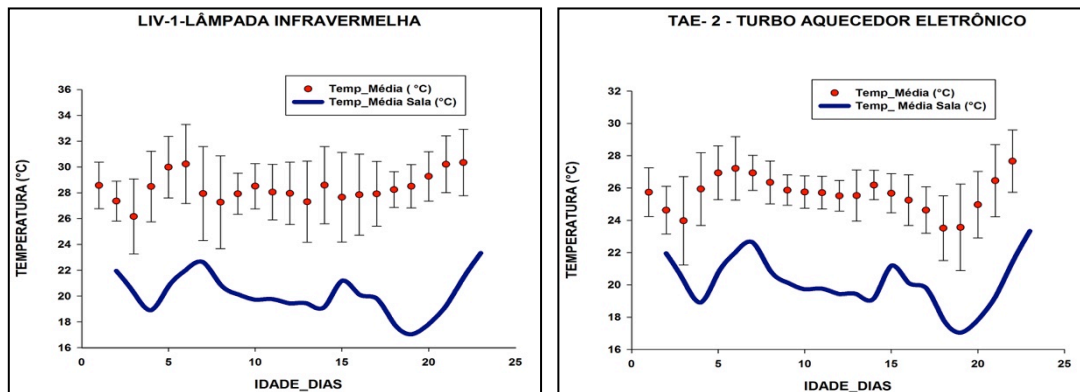 LIV-1-LÂMPADA INFRAVERMELHA
Temp_Média ( °C)
Temp_Média Sala (°C)
TEMPERATURA (°C)
36
34
32
30
28
26
24
22
20
18
16
0 5 10 15 20 25
IDADE_DIAS
TAE- 2 - TURBO AQUECEDOR ELETRÔNICO
Temp_Média (°C)
Temp_ Média Sala (°C)
TEMPERATURA (°C)
32
30
28
26
24
22
20
18
16
0 5 10 15 20 25
IDADE_DIAS